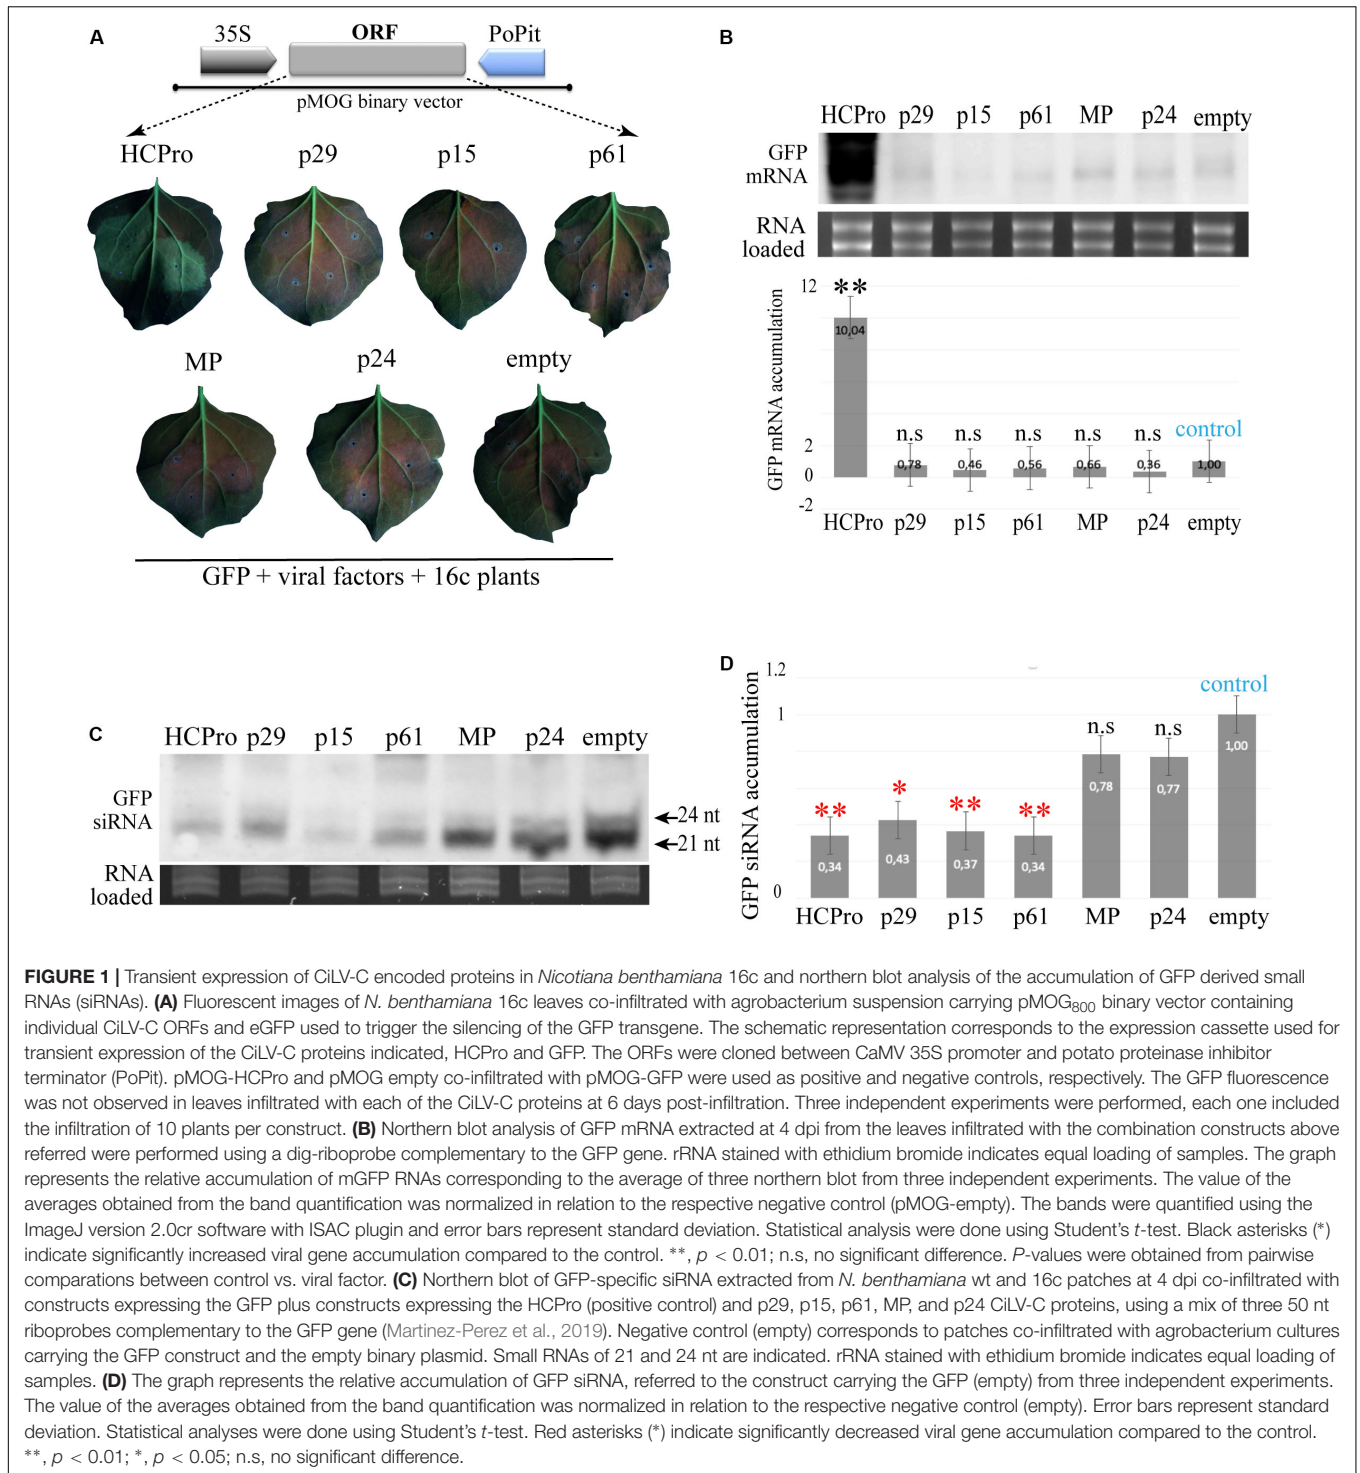 A
35S ORF PoPit
pMOG binary vector
HCPro p29 p15 p61
MP p24 empty
GFP + viral factors + 16c plants
B
HCPro p29 p15 p61 MP p24 empty
GFP
mRNA
RNA
loaded
GFP mRNA accumulation
12
2
0
-2
** n.s n.s n.s n.s n.s control
10,04 0,78 0,46 0,56 0,66 0,36 1,00
HCPro p29 p15 p61 MP p24 empty
C
HCPro p29 p15 p61 MP p24 empty
GFP
siRNA
24 nt
21 nt
RNA
loaded
D
GFP siRNA accumulation
1.2
1
0
** * ** ** n.s n.s control
0,34 0,43 0,37 0,34 0,78 0,77 1,00
HCPro p29 p15 p61 MP p24 empty
FIGURE 1 | Transient expression of CiLV-C encoded proteins in Nicotiana benthamiana 16c and northern blot analysis of the accumulation of GFP derived small
RNAs (siRNAs). (A) Fluorescent images of N. benthamiana 16c leaves co-infiltrated with agrobacterium suspension carrying pMOG800 binary vector containing
individual CiLV-C ORFs and eGFP used to trigger the silencing of the GFP transgene. The schematic representation corresponds to the expression cassette used for
transient expression of the CiLV-C proteins indicated, HCPro and GFP. The ORFs were cloned between CaMV 35S promoter and potato proteinase inhibitor
terminator (PoPit). pMOG-HCPro and pMOG empty co-infiltrated with pMOG-GFP were used as positive and negative controls, respectively. The GFP fluorescence
was not observed in leaves infiltrated with each of the CiLV-C proteins at 6 days post-infiltration. Three independent experiments were performed, each one included
the infiltration of 10 plants per construct. (B) Northern blot analysis of GFP mRNA extracted at 4 dpi from the leaves infiltrated with the combination constructs above
referred were performed using a dig-riboprobe complementary to the GFP gene. rRNA stained with ethidium bromide indicates equal loading of samples. The graph
represents the relative accumulation of mGFP RNAs corresponding to the average of three northern blot from three independent experiments. The value of the
averages obtained from the band quantification was normalized in relation to the respective negative control (pMOG-empty). The bands were quantified using the
ImageJ version 2.0cr software with ISAC plugin and error bars represent standard deviation. Statistical analysis were done using Student's t-test. Black asterisks (*)
indicate significantly increased viral gene accumulation compared to the control. **, p < 0.01; n.s, no significant difference. P-values were obtained from pairwise
comparations between control vs. viral factor. (C) Northern blot of GFP-specific siRNA extracted from N. benthamiana wt and 16c patches at 4 dpi co-infiltrated with
constructs expressing the GFP plus constructs expressing the HCPro (positive control) and p29, p15, p61, MP, and p24 CiLV-C proteins, using a mix of three 50 nt
riboprobes complementary to the GFP gene (Martinez-Perez et al., 2019). Negative control (empty) corresponds to patches co-infiltrated with agrobacterium cultures
carrying the GFP construct and the empty binary plasmid. Small RNAs of 21 and 24 nt are indicated. rRNA stained with ethidium bromide indicates equal loading of
samples. (D) The graph represents the relative accumulation of GFP siRNA, referred to the construct carrying the GFP (empty) from three independent experiments.
The value of the averages obtained from the band quantification was normalized in relation to the respective negative control (empty). Error bars represent standard
deviation. Statistical analyses were done using Student's t-test. Red asterisks (*) indicate significantly decreased viral gene accumulation compared to the control.
**, p < 0.01; *, p < 0.05; n.s, no significant difference.